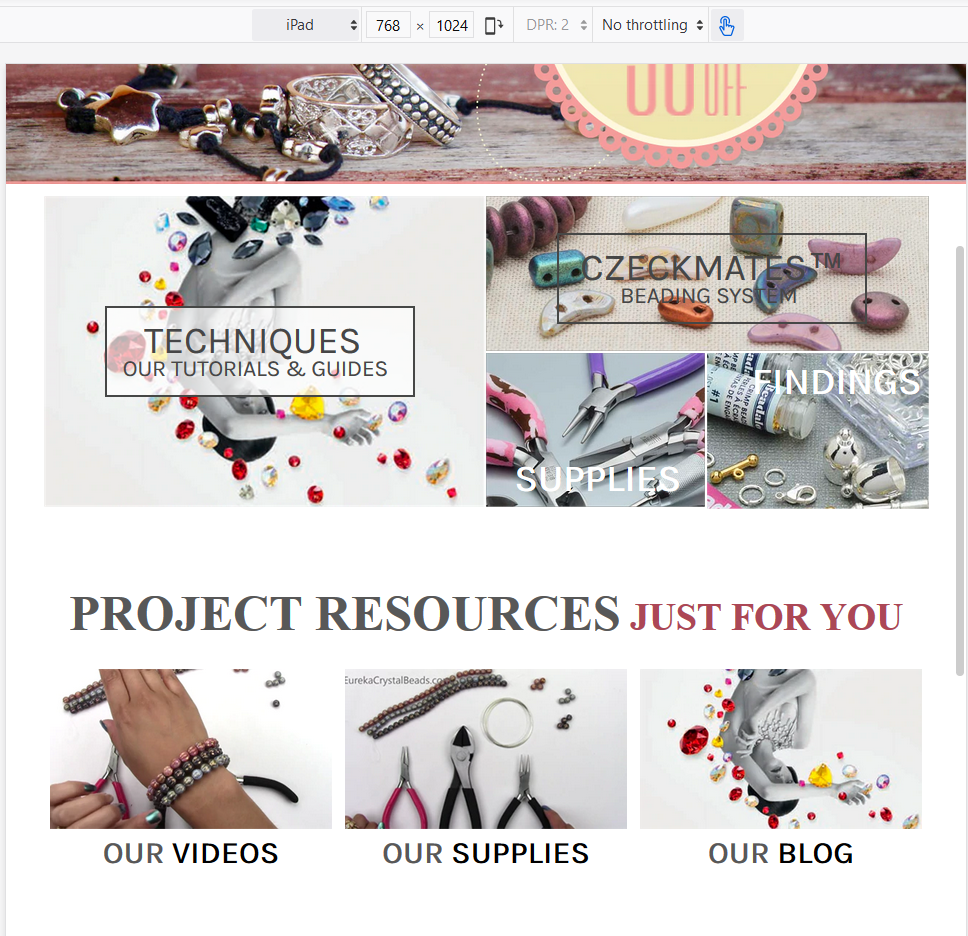 iPad 768 × 1024 DPR: 2 No throttling
OFF
TECHNIQUES
OUR TUTORIALS & GUIDES
CZECKMATES™
BEADING SYSTEM
FINDINGS
#1
SUPPLIES
PROJECT RESOURCES JUST FOR YOU
EurekaCrystalBeads.com
OUR VIDEOS
OUR SUPPLIES
OUR BLOG